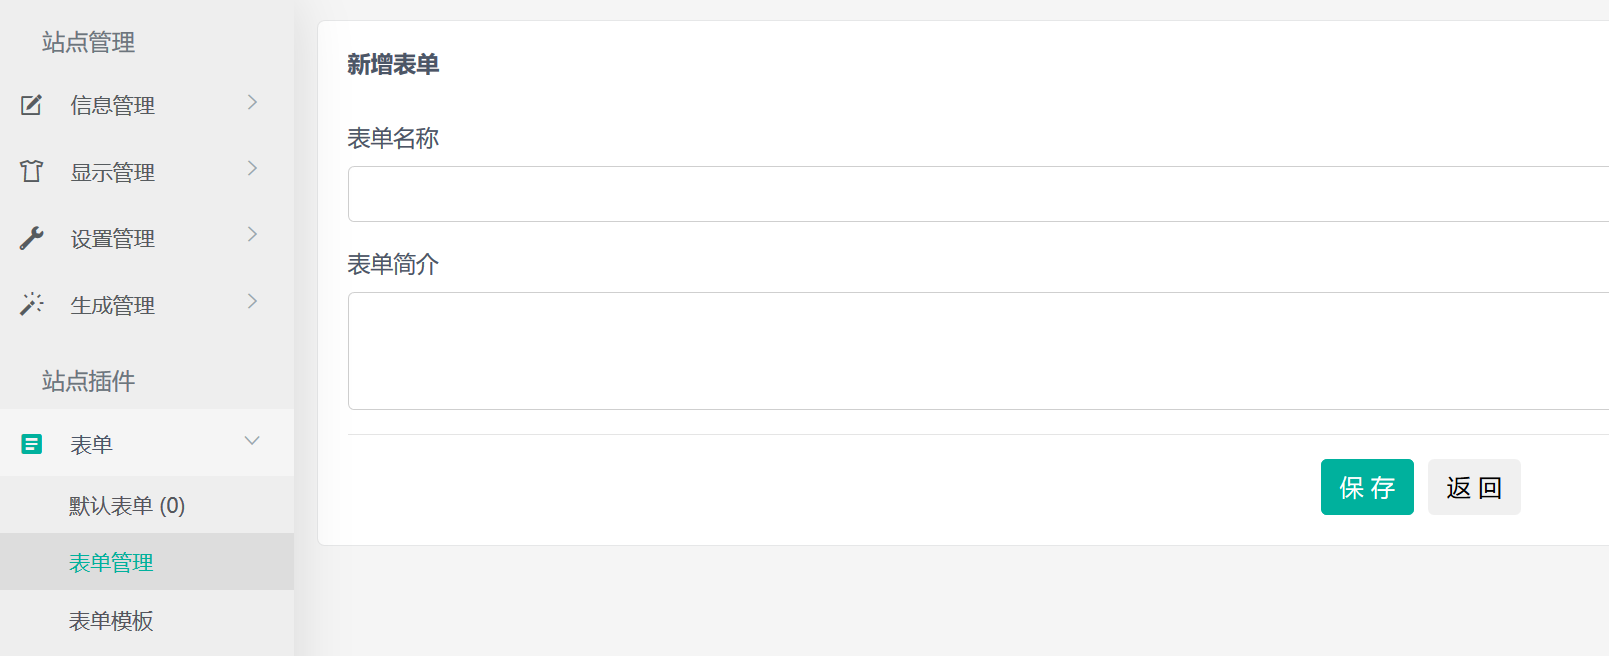 站点管理
信息管理
显示管理
设置管理
生成管理
站点插件
表单
默认表单 (0)
表单管理
表单模板
新增表单
表单名称
表单简介
保 存
返 回